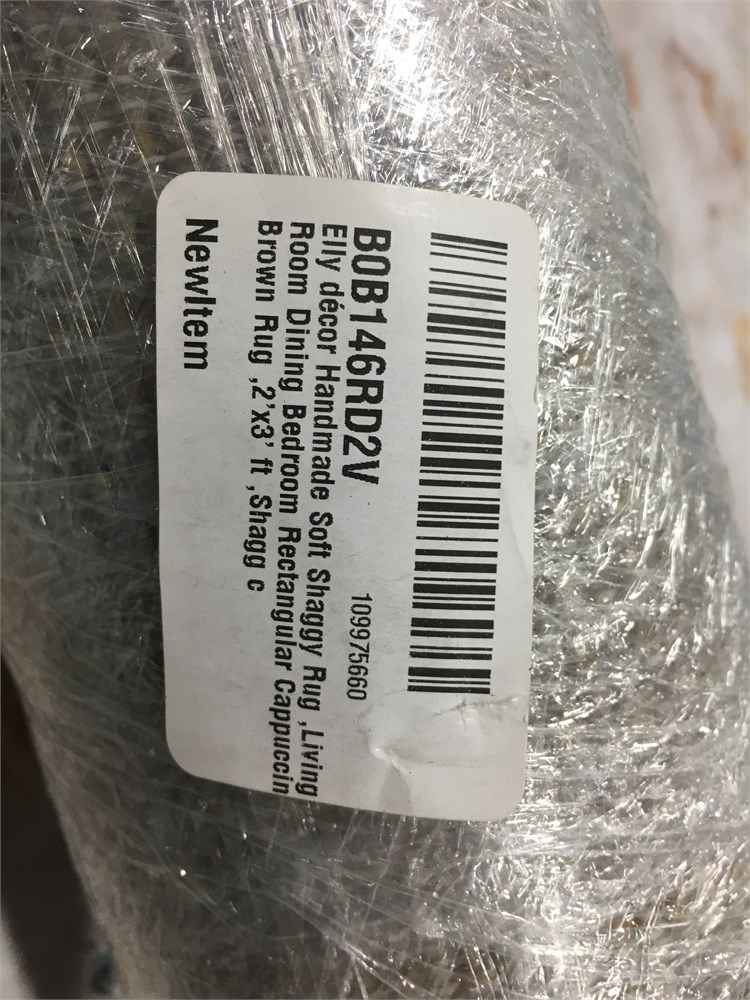 B0B146RD2V
109975660
Elly décor Handmade Soft Shaggy Rug ,Living
Room Dining Bedroom Rectangular Cappuccin
Brown Rug ,2'x3' ft ,Shagg c
NewItem